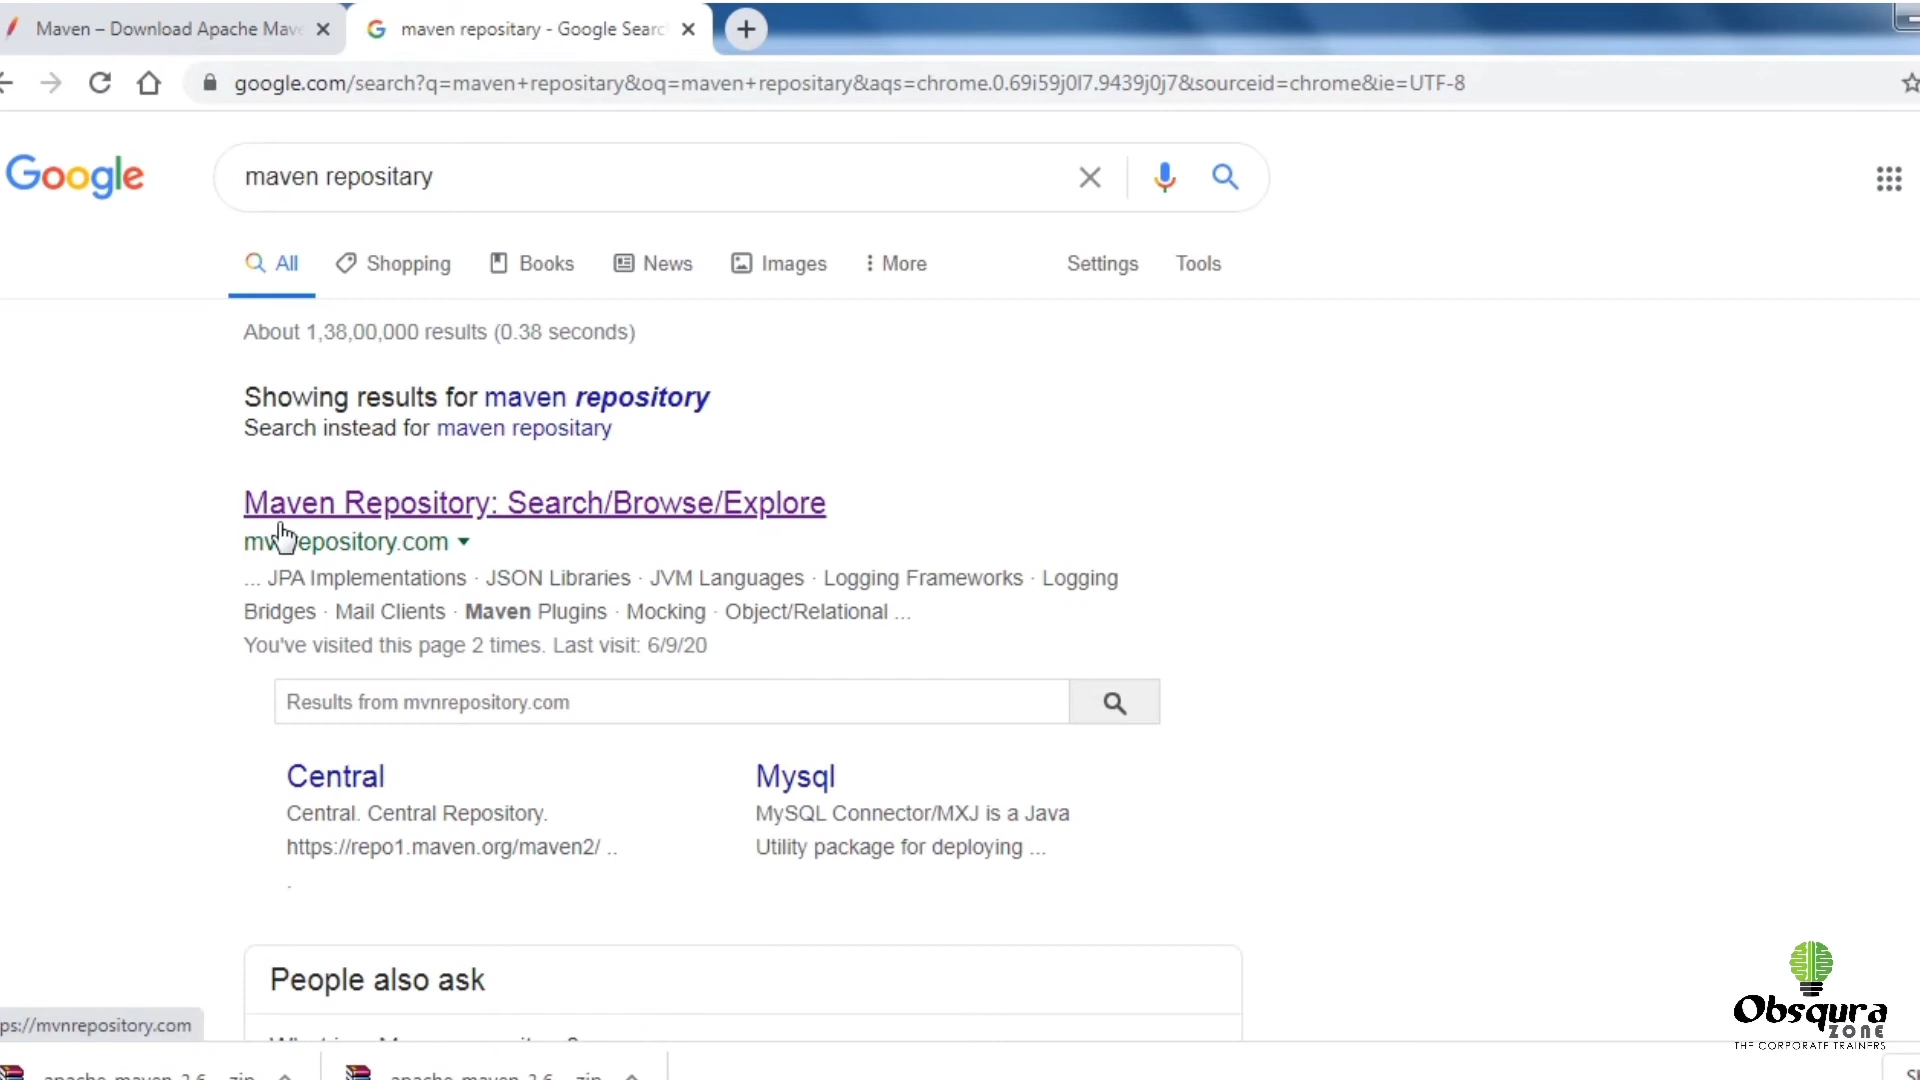 Maven – Download Apache Mav
maven repositary - Google Searc
google.com/search?q=maven+repositary&oq=maven+repositary&aqs=chrome.0.69i59j0l7.9439j0j7&sourceid=chrome&ie=UTF-8
Google
maven repositary
All Shopping Books News Images More Settings Tools
About 1,38,00,000 results (0.38 seconds)
Showing results for maven repository
Search instead for maven repositary
Maven Repository: Search/Browse/Explore
mvnrepository.com
... JPA Implementations · JSON Libraries · JVM Languages · Logging Frameworks · Logging
Bridges · Mail Clients · Maven Plugins · Mocking · Object/Relational ...
You've visited this page 2 times. Last visit: 6/9/20
Results from mvnrepository.com
Central
Central. Central Repository.
https://repo1.maven.org/maven2/ ..
.
Mysql
MySQL Connector/MXJ is a Java
Utility package for deploying ...
People also ask
ps://mvnrepository.com
Obsqura
ZONE
THE CORPORATE TRAINERS